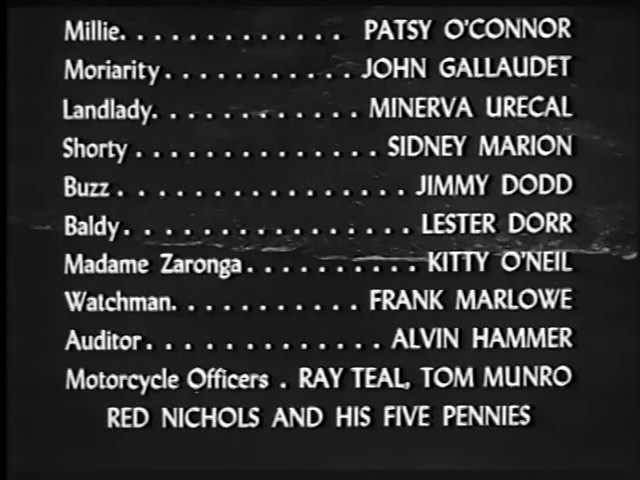 Millie. . . . . . . . . . . . . PATSY O'CONNOR
Moriarity . . . . . . . . . . . JOHN GALLAUDET
Landlady. . . . . . . . . . . . MINERVA URECAL
Shorty . . . . . . . . . . . . . . SIDNEY MARION
Buzz . . . . . . . . . . . . . . . . . JIMMY DODD
Baldy . . . . . . . . . . . . . . . . . LESTER DORR
Madame Zaronga . . . . . . . . . . KITTY O'NEIL
Watchman. . . . . . . . . . . . FRANK MARLOWE
Auditor . . . . . . . . . . . . . . ALVIN HAMMER
Motorcycle Officers . RAY TEAL, TOM MUNRO
RED NICHOLS AND HIS FIVE PENNIES